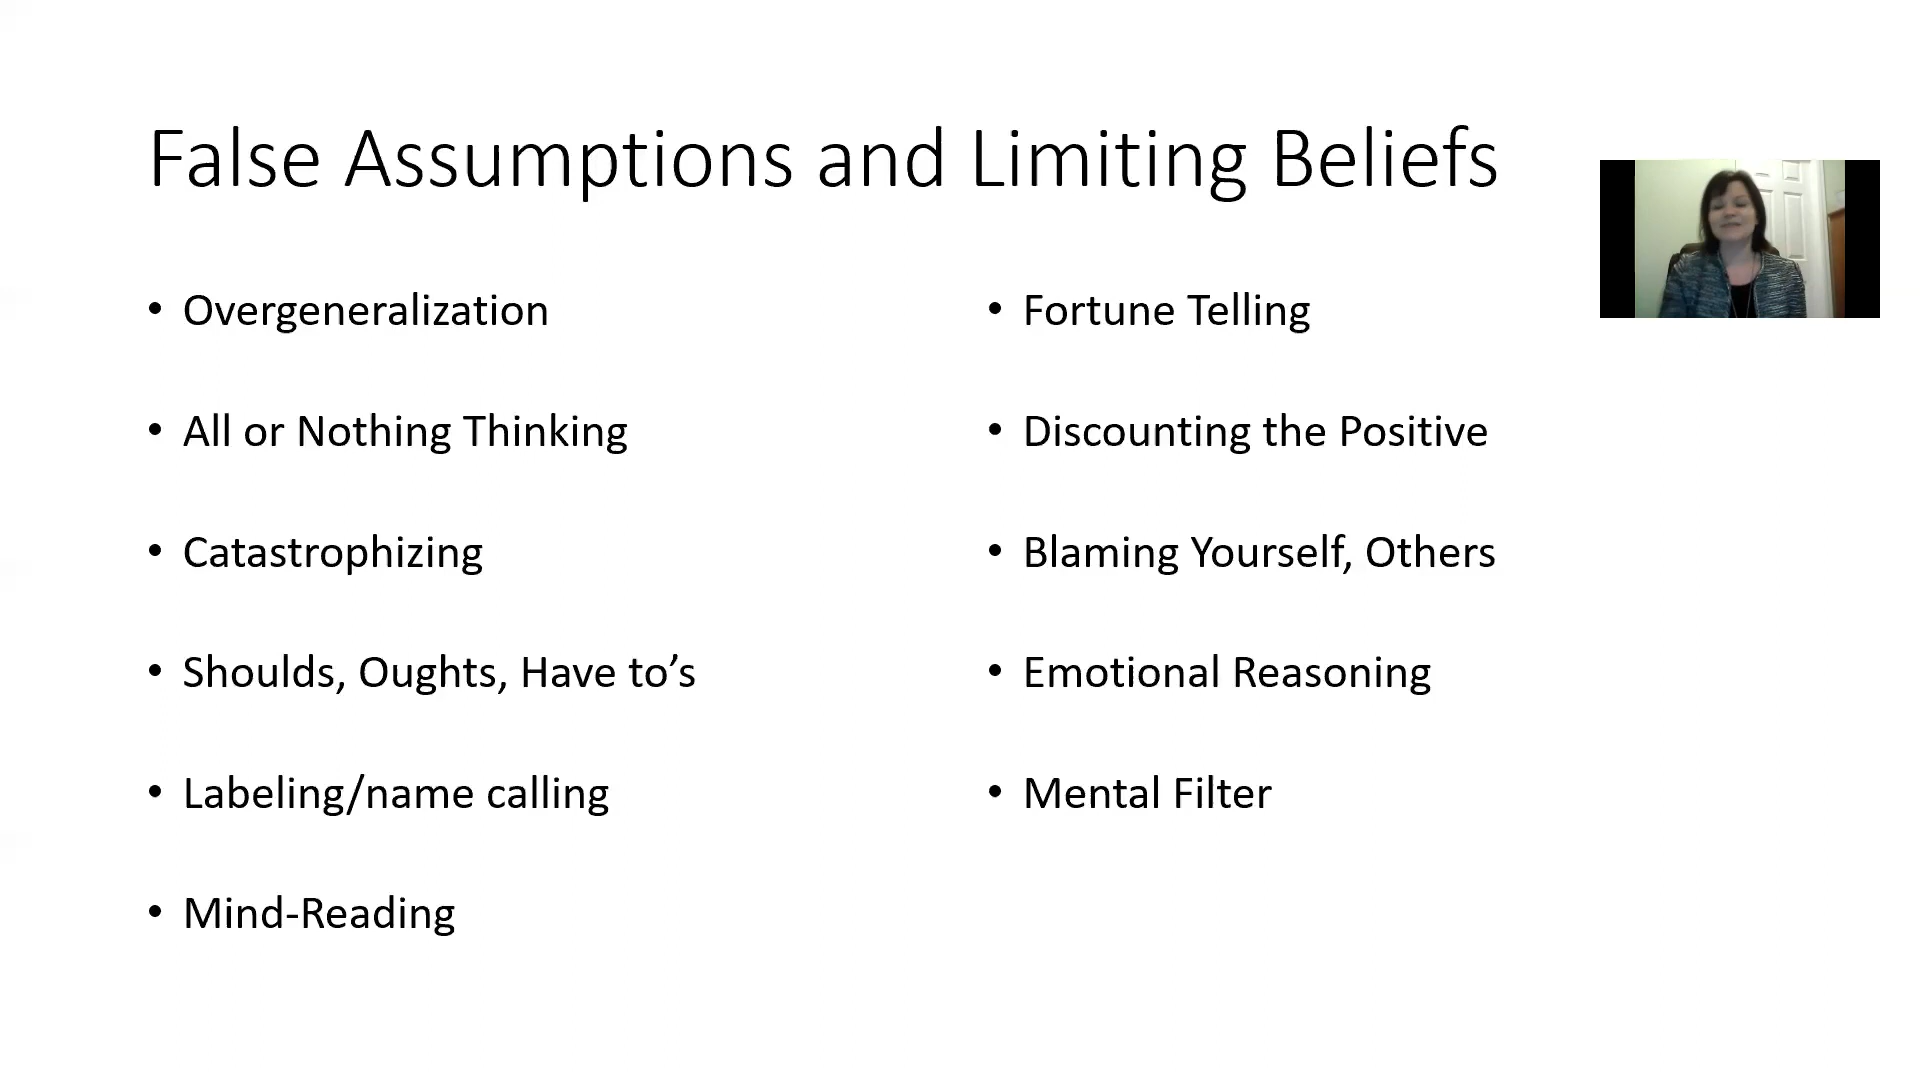 False Assumptions and Limiting Beliefs
• Overgeneralization
• All or Nothing Thinking
• Catastrophizing
• Shoulds, Oughts, Have to’s
• Labeling/name calling
• Mind-Reading
• Fortune Telling
• Discounting the Positive
• Blaming Yourself, Others
• Emotional Reasoning
• Mental Filter